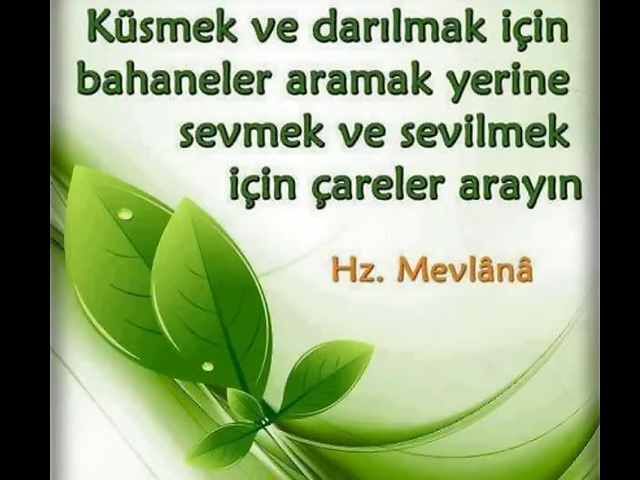 Küsmek ve darılmak için
bahaneler aramak yerine
sevmek ve sevilmek
için çareler arayın
Hz. Mevlânâ